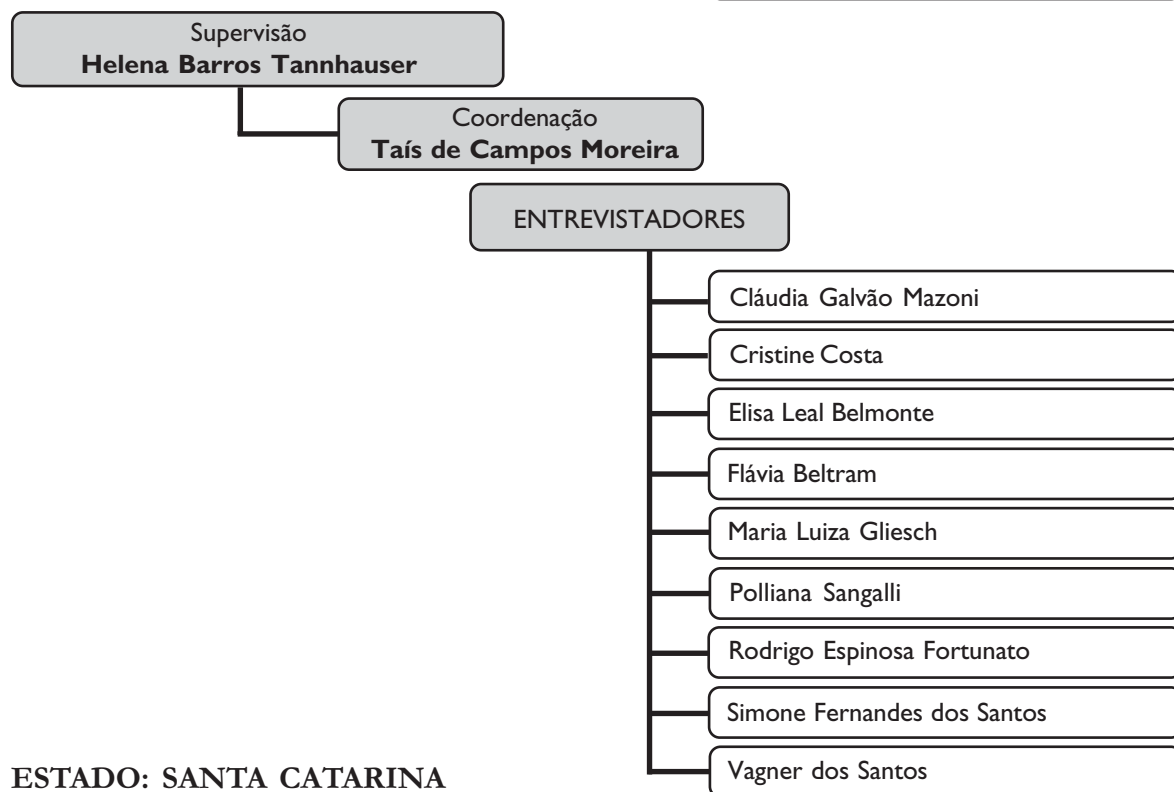 Supervisão
Helena Barros Tannhauser
Coordenação
Taís de Campos Moreira
ENTREVISTADORES
Cláudia Galvão Mazoni
Cristine Costa
Elisa Leal Belmonte
Flávia Beltram
Maria Luiza Gliesch
Polliana Sangalli
Rodrigo Espinosa Fortunato
Simone Fernandes dos Santos
Vagner dos Santos
ESTADO: SANTA CATARINA